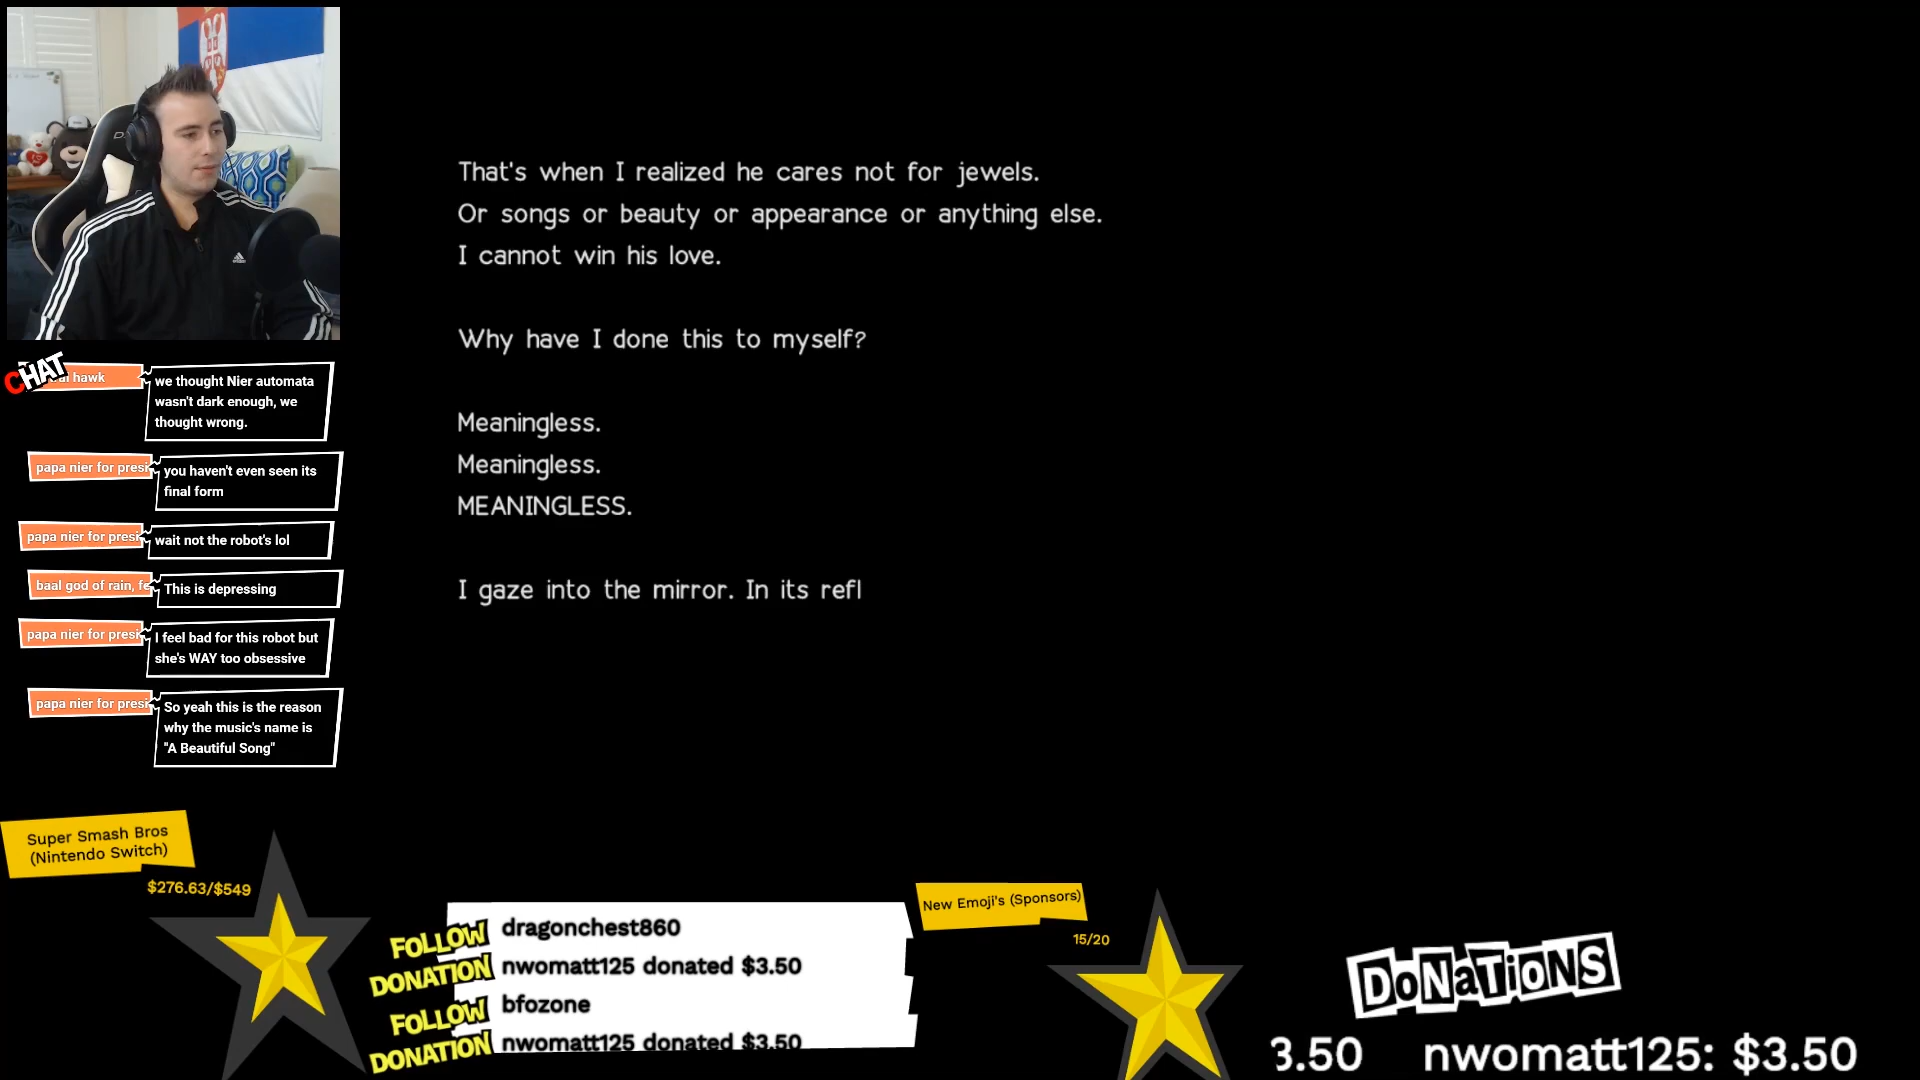 That's when I realized he cares not for jewels.
Or songs or beauty or appearance or anything else.
I cannot win his love.
Why have I done this to myself?
Meaningless.
Meaningless.
MEANINGLESS.
I gaze into the mirror. In its refl
CHAT
hawk
we thought Nier automata
wasn't dark enough, we
thought wrong.
papa nier for presi
you haven't even seen its
final form
papa nier for presi
wait not the robot's lol
baal god of rain, fe
This is depressing
papa nier for presi
I feel bad for this robot but
she's WAY too obsessive
papa nier for presi
So yeah this is the reason
why the music's name is
"A Beautiful Song"
Super Smash Bros
(Nintendo Switch)
$276.63/$549
FOLLOW dragonchest860
DONATION nwomatt125 donated $3.50
FOLLOW bfozone
DONATION nwomatt125 donated $3.50
New Emoji's (Sponsors)
15/20
DoNaTioNS
3.50 nwomatt125: $3.50